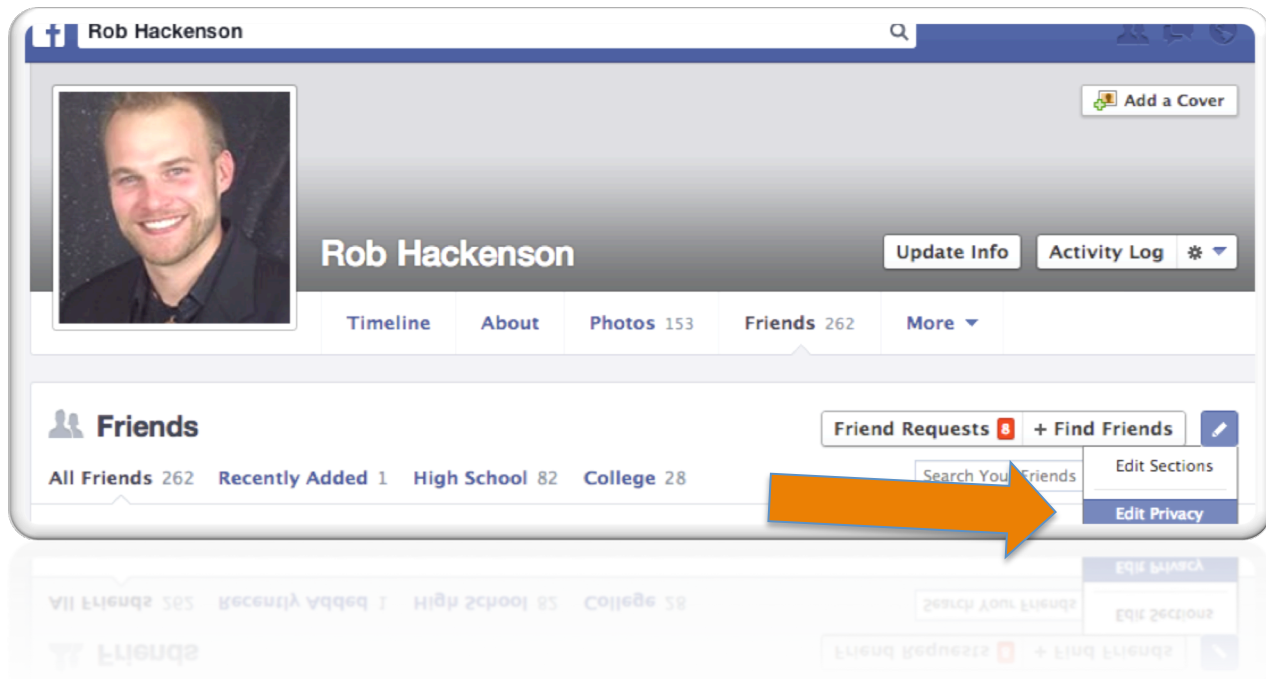 f Rob Hackenson
Add a Cover
Rob Hackenson
Update Info Activity Log
Timeline About Photos 153 Friends 262 More
Friends
Friend Requests 8 + Find Friends
All Friends 262 Recently Added 1 High School 82 College 28
Search Your Friends
Edit Sections
Edit Privacy